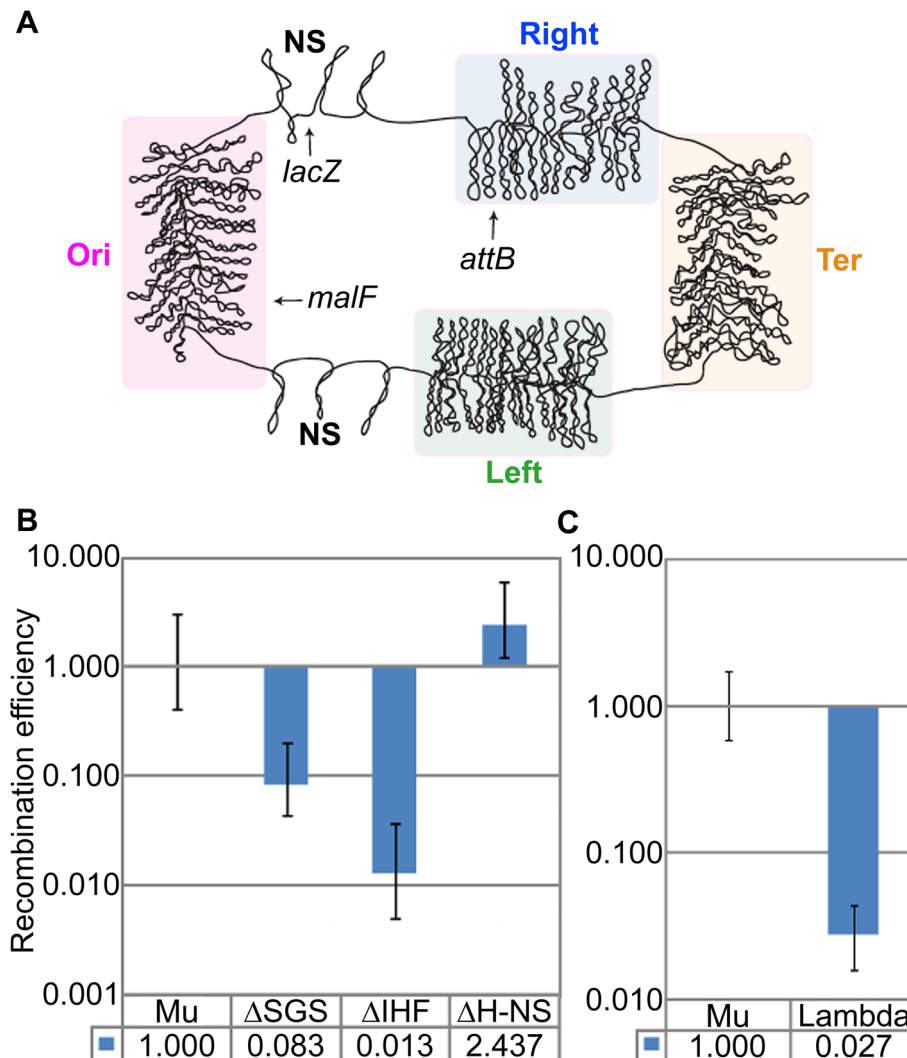 A
NS
Right
lacZ
attB
Ori
malF
Ter
NS
Left
B
10.000
1.000
0.100
0.010
0.001
Recombination efficiency
Mu ΔSGS ΔIHF ΔH-NS
1.000 0.083 0.013 2.437
C
10.000
1.000
0.100
0.010
Mu Lambda
1.000 0.027